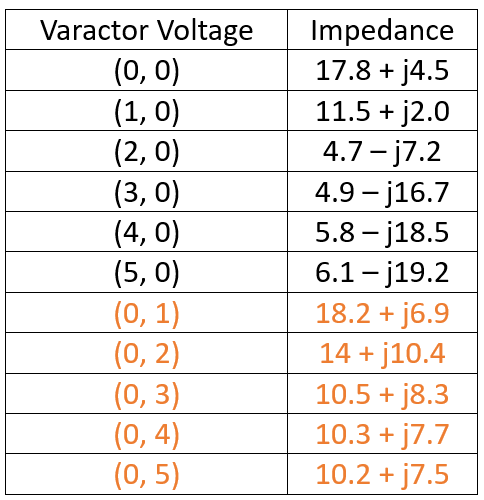 Varactor Voltage Impedance
(0, 0) 17.8 + j4.5
(1, 0) 11.5 + j2.0
(2, 0) 4.7 – j7.2
(3, 0) 4.9 – j16.7
(4, 0) 5.8 – j18.5
(5, 0) 6.1 – j19.2
(0, 1) 18.2 + j6.9
(0, 2) 14 + j10.4
(0, 3) 10.5 + j8.3
(0, 4) 10.3 + j7.7
(0, 5) 10.2 + j7.5